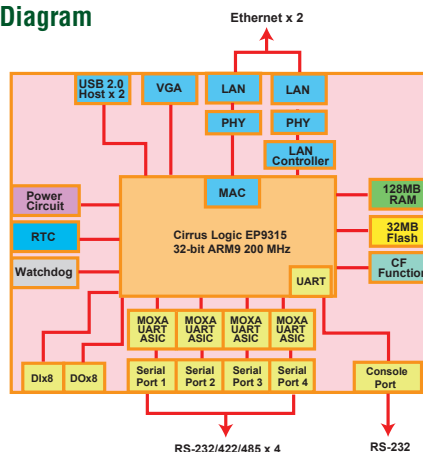 Diagram
Ethernet x 2
USB 2.0
Host x 2
VGA
LAN
LAN
PHY
PHY
LAN
Controller
MAC
Power
Circuit
RTC
Watchdog
Cirrus Logic EP9315
32-bit ARM9 200 MHz
UART
128MB
RAM
32MB
Flash
CF
Function
MOXA
UART
ASIC
MOXA
UART
ASIC
MOXA
UART
ASIC
MOXA
UART
ASIC
DIx8
DOx8
Serial
Port 1
Serial
Port 2
Serial
Port 3
Serial
Port 4
Console
Port
RS-232/422/485 x 4
RS-232